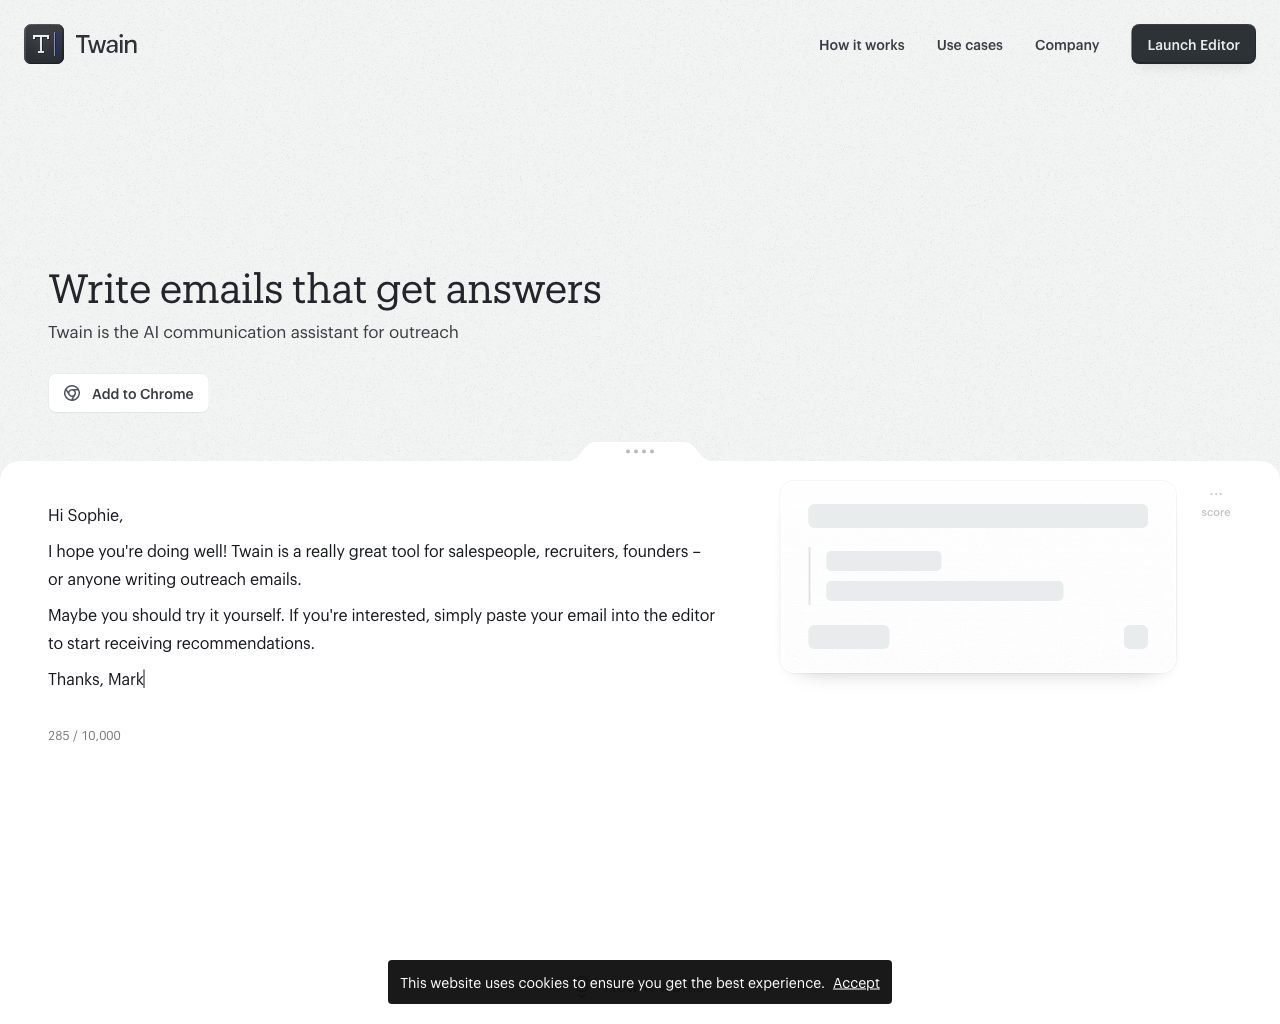 T
Twain
How it works
Use cases
Company
Launch Editor
Write emails that get answers
Twain is the AI communication assistant for outreach
Add to Chrome
Hi Sophie,
I hope you're doing well! Twain is a really great tool for salespeople, recruiters, founders –
or anyone writing outreach emails.
Maybe you should try it yourself. If you're interested, simply paste your email into the editor
to start receiving recommendations.
Thanks, Mark
285 / 10,000
...
score
This website uses cookies to ensure you get the best experience. Accept